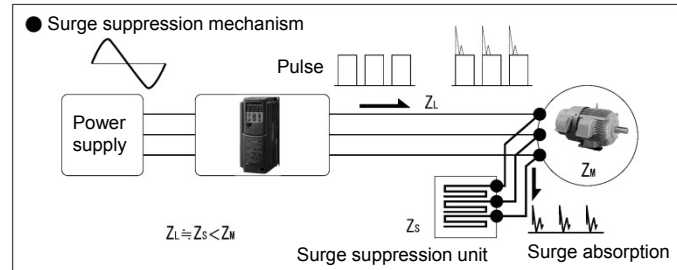 ● Surge suppression mechanism
Pulse
ZL
Power
supply
ZM
ZS
ZL≒ZS<ZM
Surge suppression unit
Surge absorption